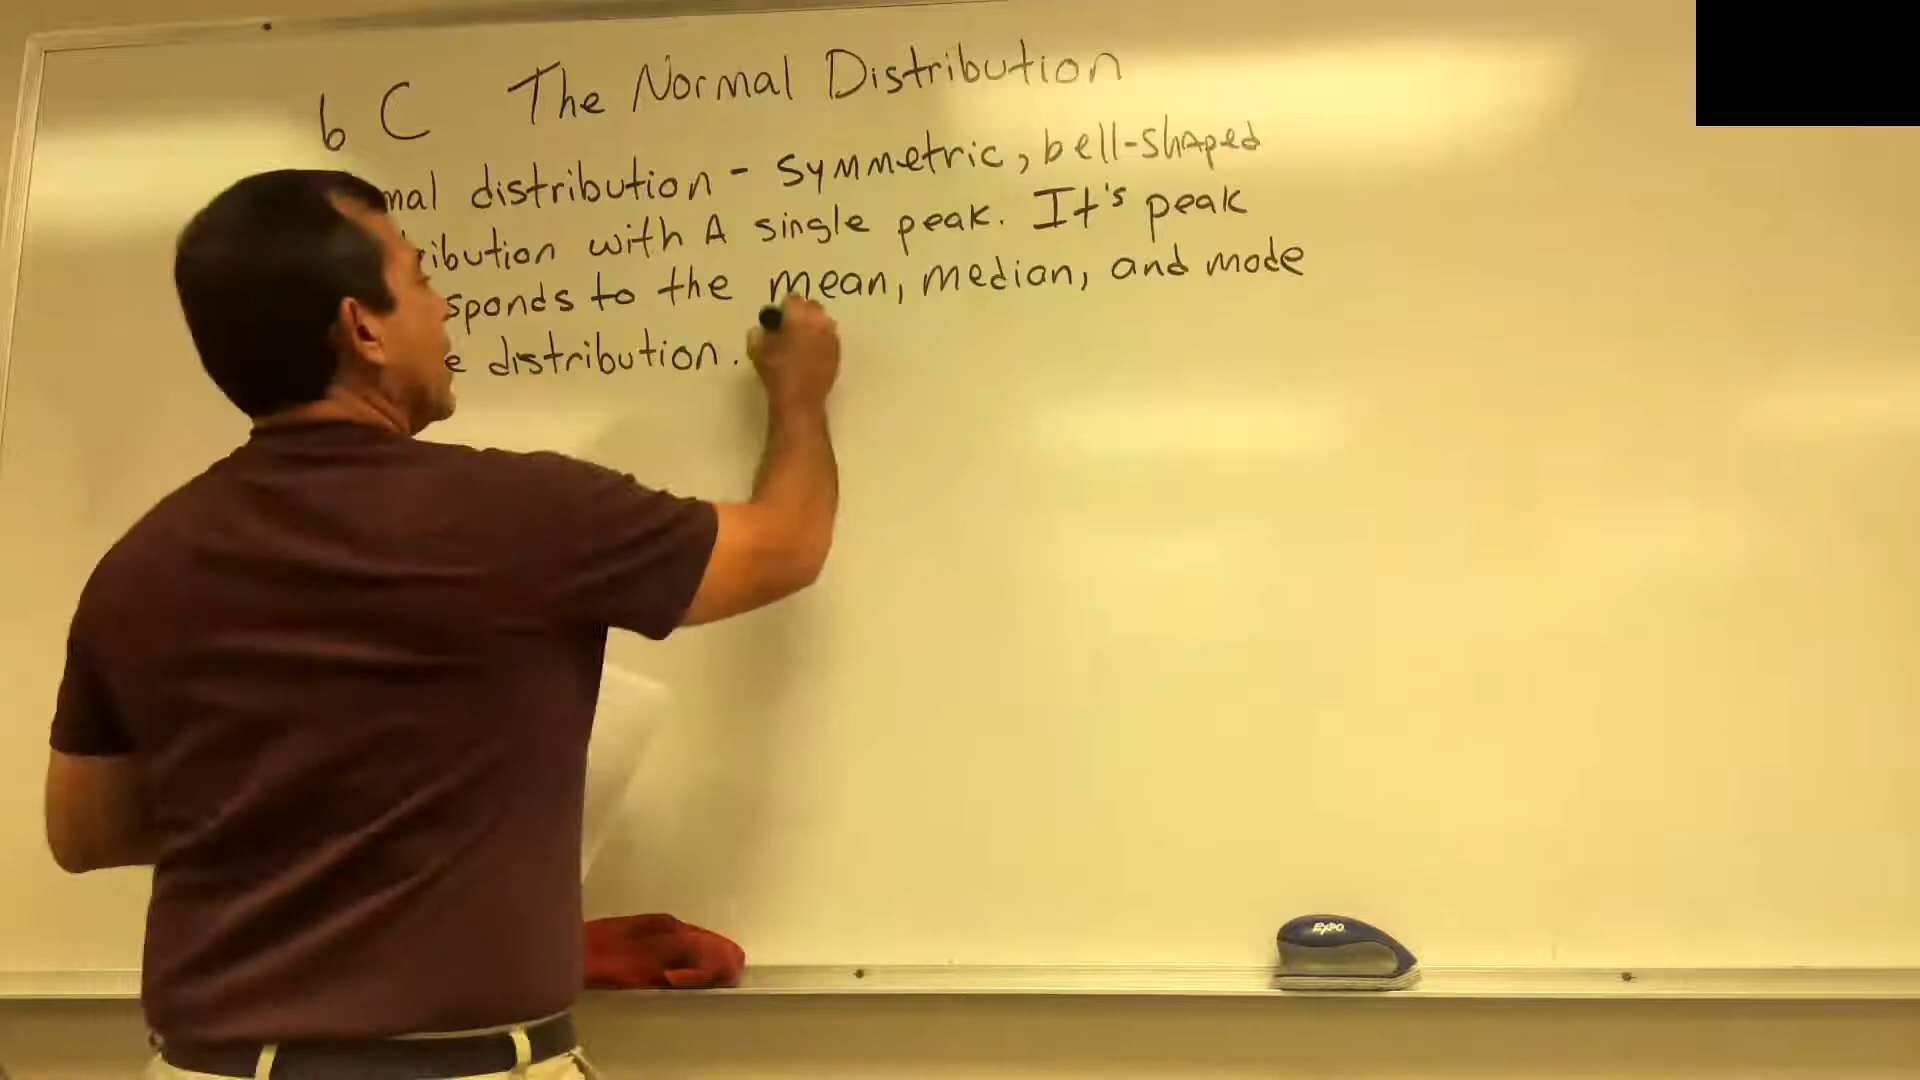 6 C The Normal Distribution
mal distribution - symmetric, bell-shaped
ribution with A single peak. It's peak
sponds to the mean, median, and mode
e distribution.
EXPO